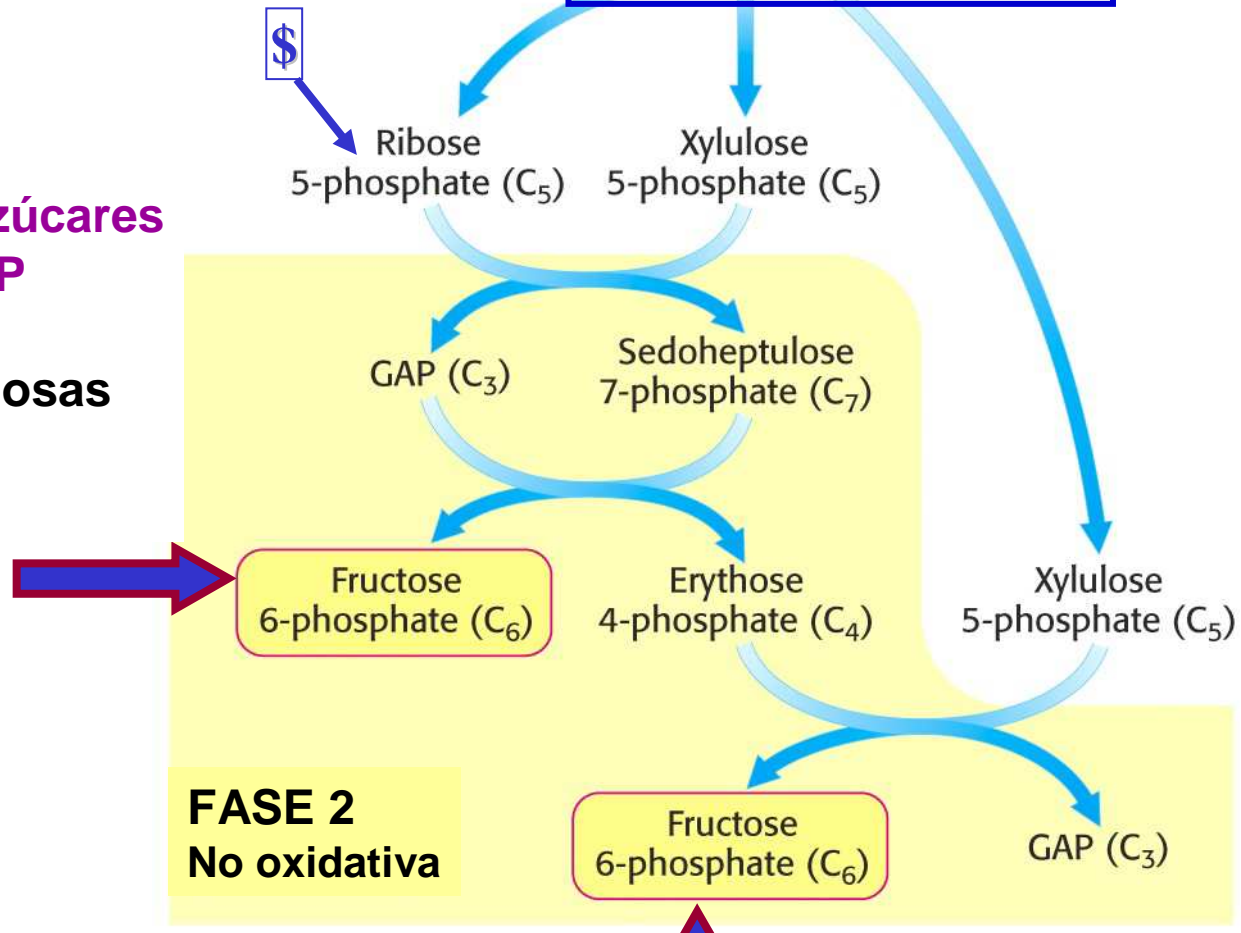 $
Ribose
5-phosphate (C₅)
Xylulose
5-phosphate (C₅)
zúcares
P
osas
GAP (C₃)
Sedoheptulose
7-phosphate (C₇)
Fructose
6-phosphate (C₆)
Erythose
4-phosphate (C₄)
Xylulose
5-phosphate (C₅)
FASE 2
No oxidativa
Fructose
6-phosphate (C₆)
GAP (C₃)